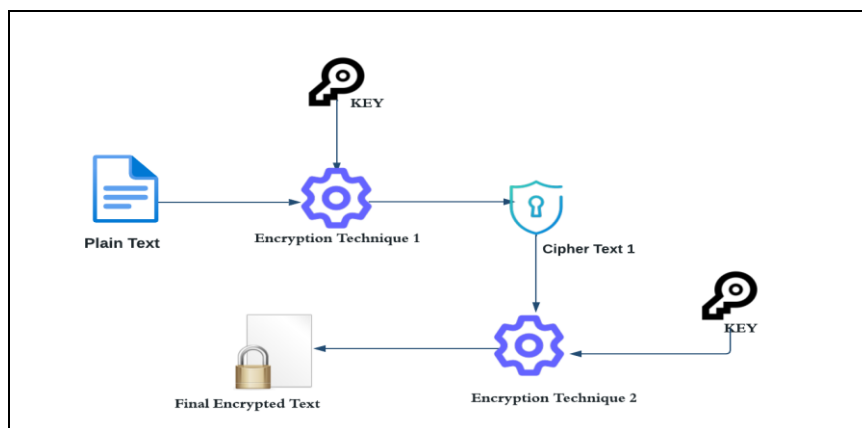 KEY
Plain Text
Encryption Technique 1
Cipher Text 1
KEY
Final Encrypted Text
Encryption Technique 2